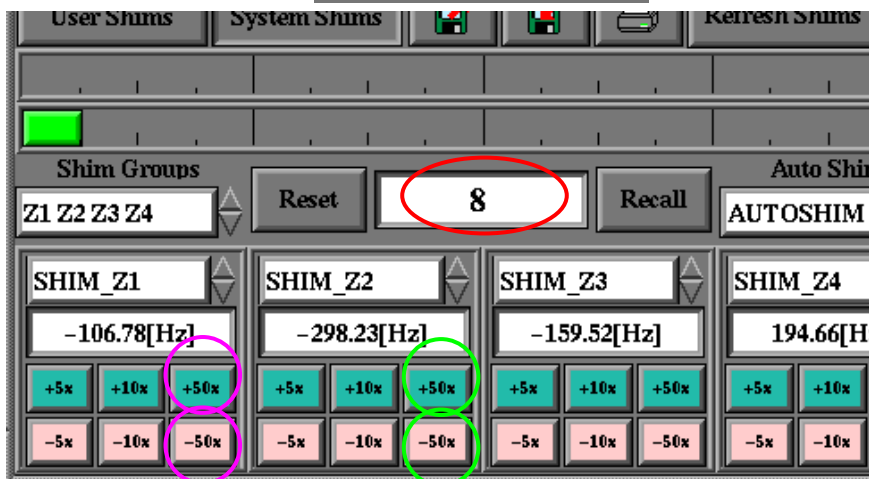 User Shims System Shims Refresh Shims
Shim Groups Auto Shim
Z1 Z2 Z3 Z4 Reset 8 Recall AUTOSHIM
SHIM_Z1 SHIM_Z2 SHIM_Z3 SHIM_Z4
−106.78[Hz] −298.23[Hz] −159.52[Hz] 194.66[H
+5x +10x +50x +5x +10x +50x +5x +10x +50x +5x +10x
−5x −10x −50x −5x −10x −50x −5x −10x −50x −5x −10x